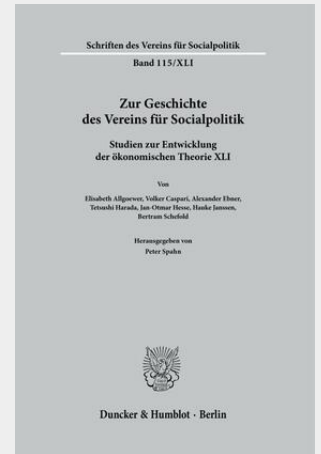 Schriften des Vereins für Socialpolitik
Band 115/XLI
Zur Geschichte
des Vereins für Socialpolitik
Studien zur Entwicklung
der ökonomischen Theorie XLI
Von
Elisabeth Allgoewer, Volker Caspari, Alexander Ebner,
Tetsushi Harada, Jan-Otmar Hesse, Hauke Janssen,
Bertram Schefold
Herausgegeben von
Peter Spahn
Duncker & Humblot · Berlin